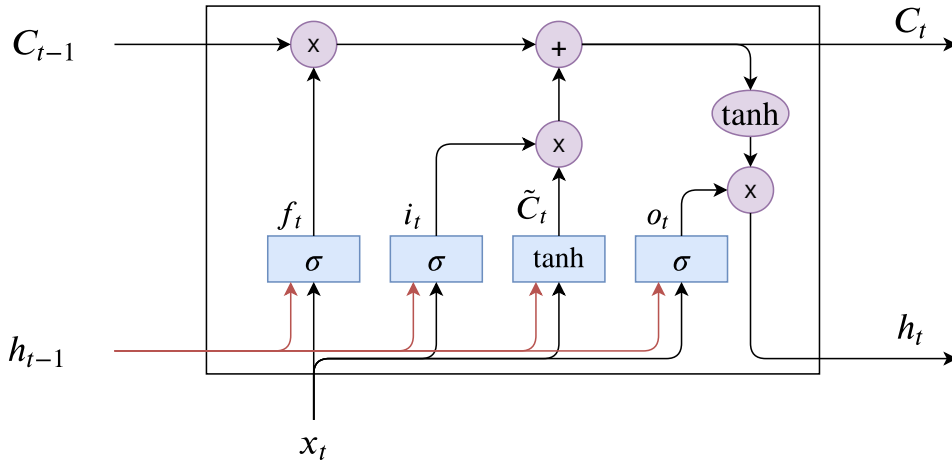 C_{t-1}
x
+
C_t
tanh
x
x
f_t
i_t
C̃_t
o_t
σ
σ
tanh
σ
h_{t-1}
h_t
x_t